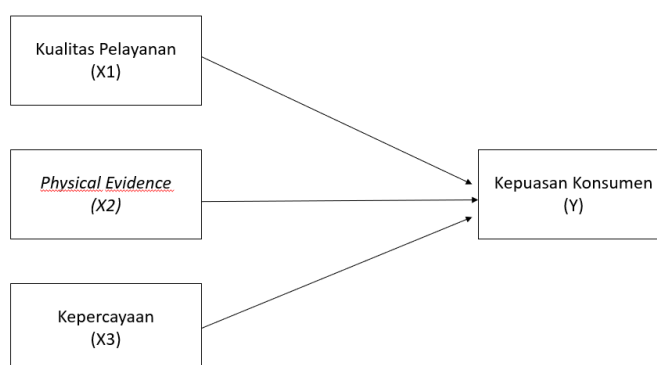 Kualitas Pelayanan
(X1)
Physical Evidence
(X2)
Kepuasan Konsumen
(Y)
Kepercayaan
(X3)